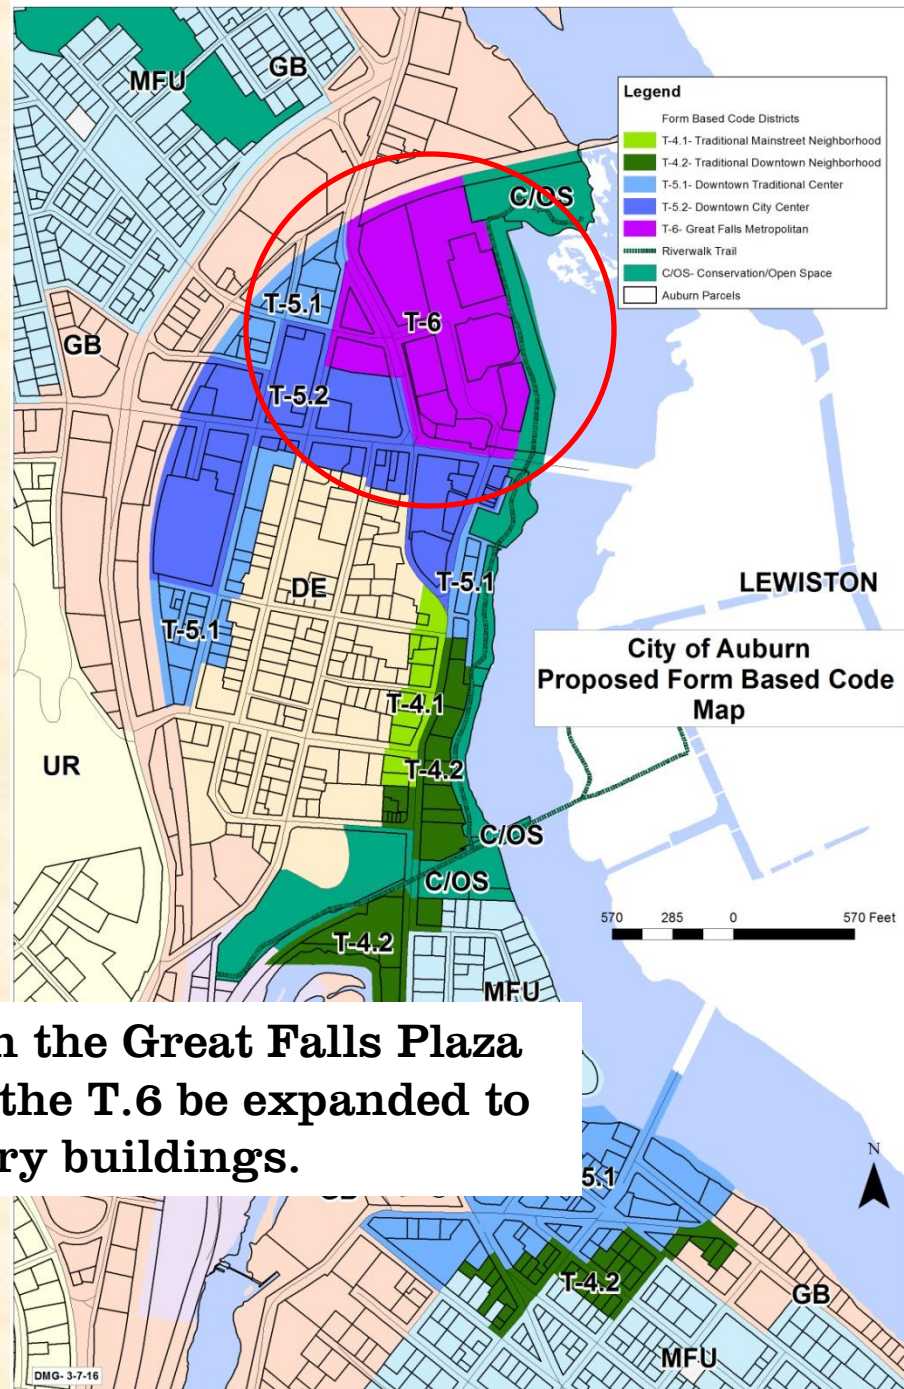 MFU
GB
Legend
Form Based Code Districts
T-4.1- Traditional Mainstreet Neighborhood
T-4.2- Traditional Downtown Neighborhood
T-5.1- Downtown Traditional Center
T-5.2- Downtown City Center
T-6- Great Falls Metropolitan
Riverwalk Trail
C/OS- Conservation/Open Space
Auburn Parcels
C/OS
T-5.1
T-6
GB
T-5.2
DE
T-5.1
LEWISTON
T-5.1
City of Auburn
Proposed Form Based Code
Map
T-4.1
UR
T-4.2
C/OS
C/OS
570 285 0 570 Feet
T-4.2
MFU
the Great Falls Plaza
the T.6 be expanded to
buildings.
N
5.1
T-4.2
GB
MFU
DMG- 3-7-16